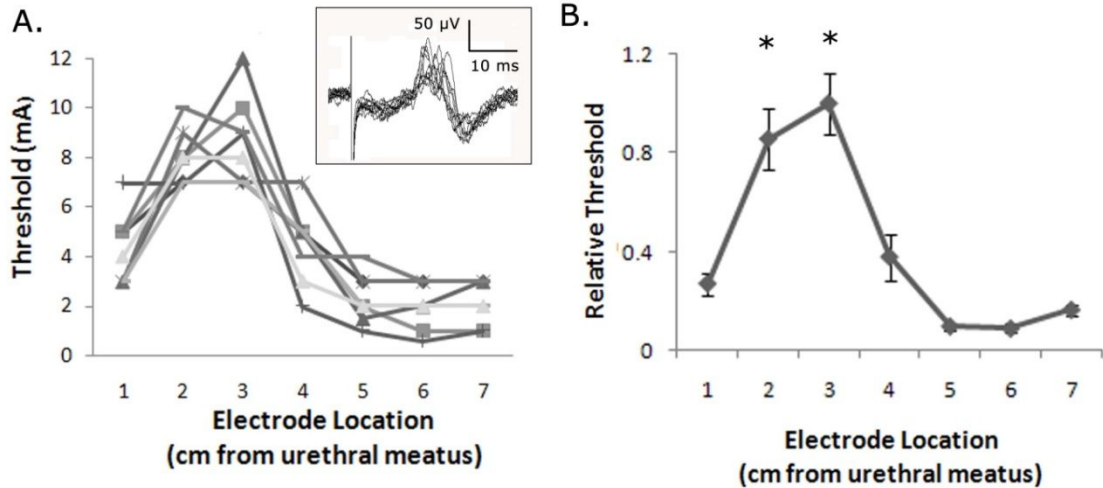 A.
50 µV
10 ms
Threshold (mA)
12
10
8
6
4
2
0
1 2 3 4 5 6 7
Electrode Location
(cm from urethral meatus)
B.
* *
Relative Threshold
1.2
0.8
0.4
0
1 2 3 4 5 6 7
Electrode Location
(cm from urethral meatus)